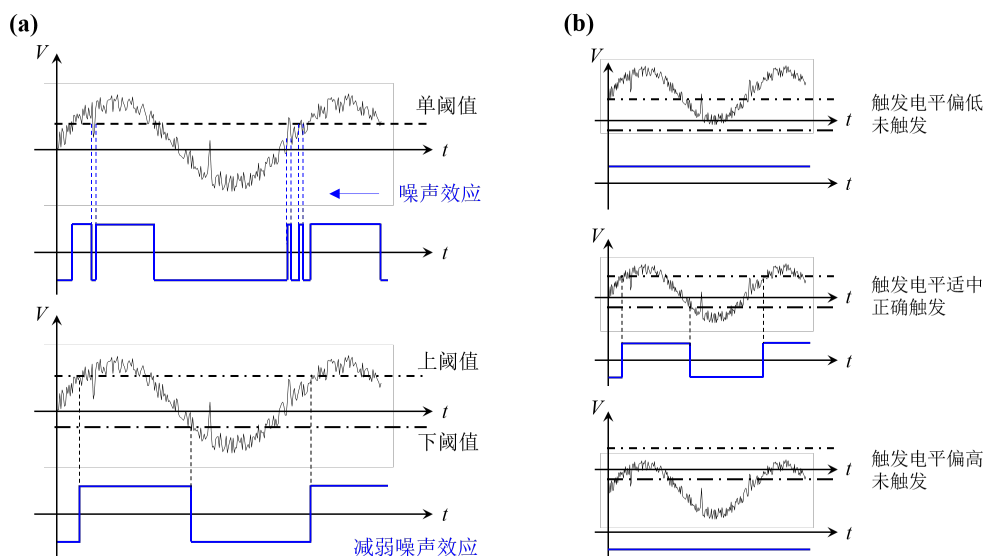 (a)
V
单阈值
t
噪声效应
t
V
上阈值
t
下阈值
t
减弱噪声效应
(b)
V
触发电平偏低
未触发
t
t
V
触发电平适中
正确触发
t
t
V
触发电平偏高
未触发
t
t